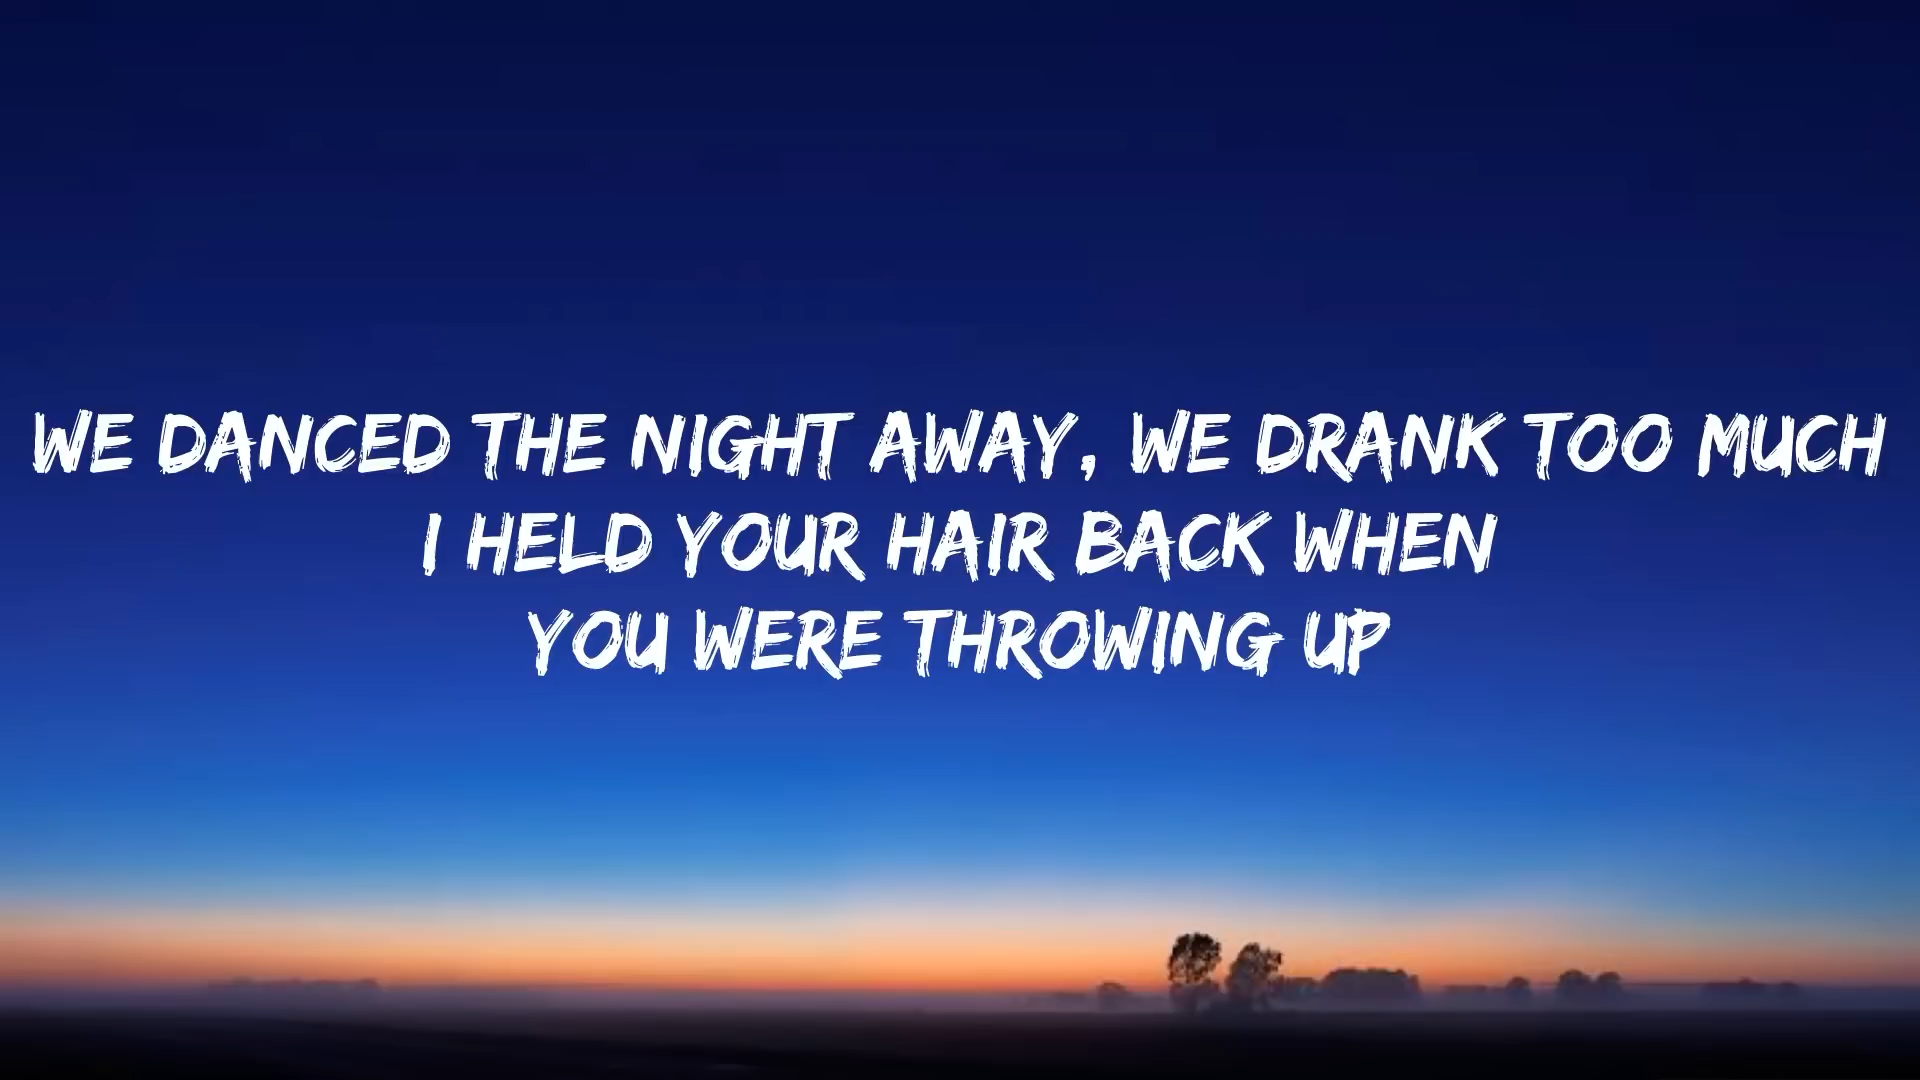 WE DANCED THE NIGHT AWAY, WE DRANK TOO MUCH
I HELD YOUR HAIR BACK WHEN
YOU WERE THROWING UP